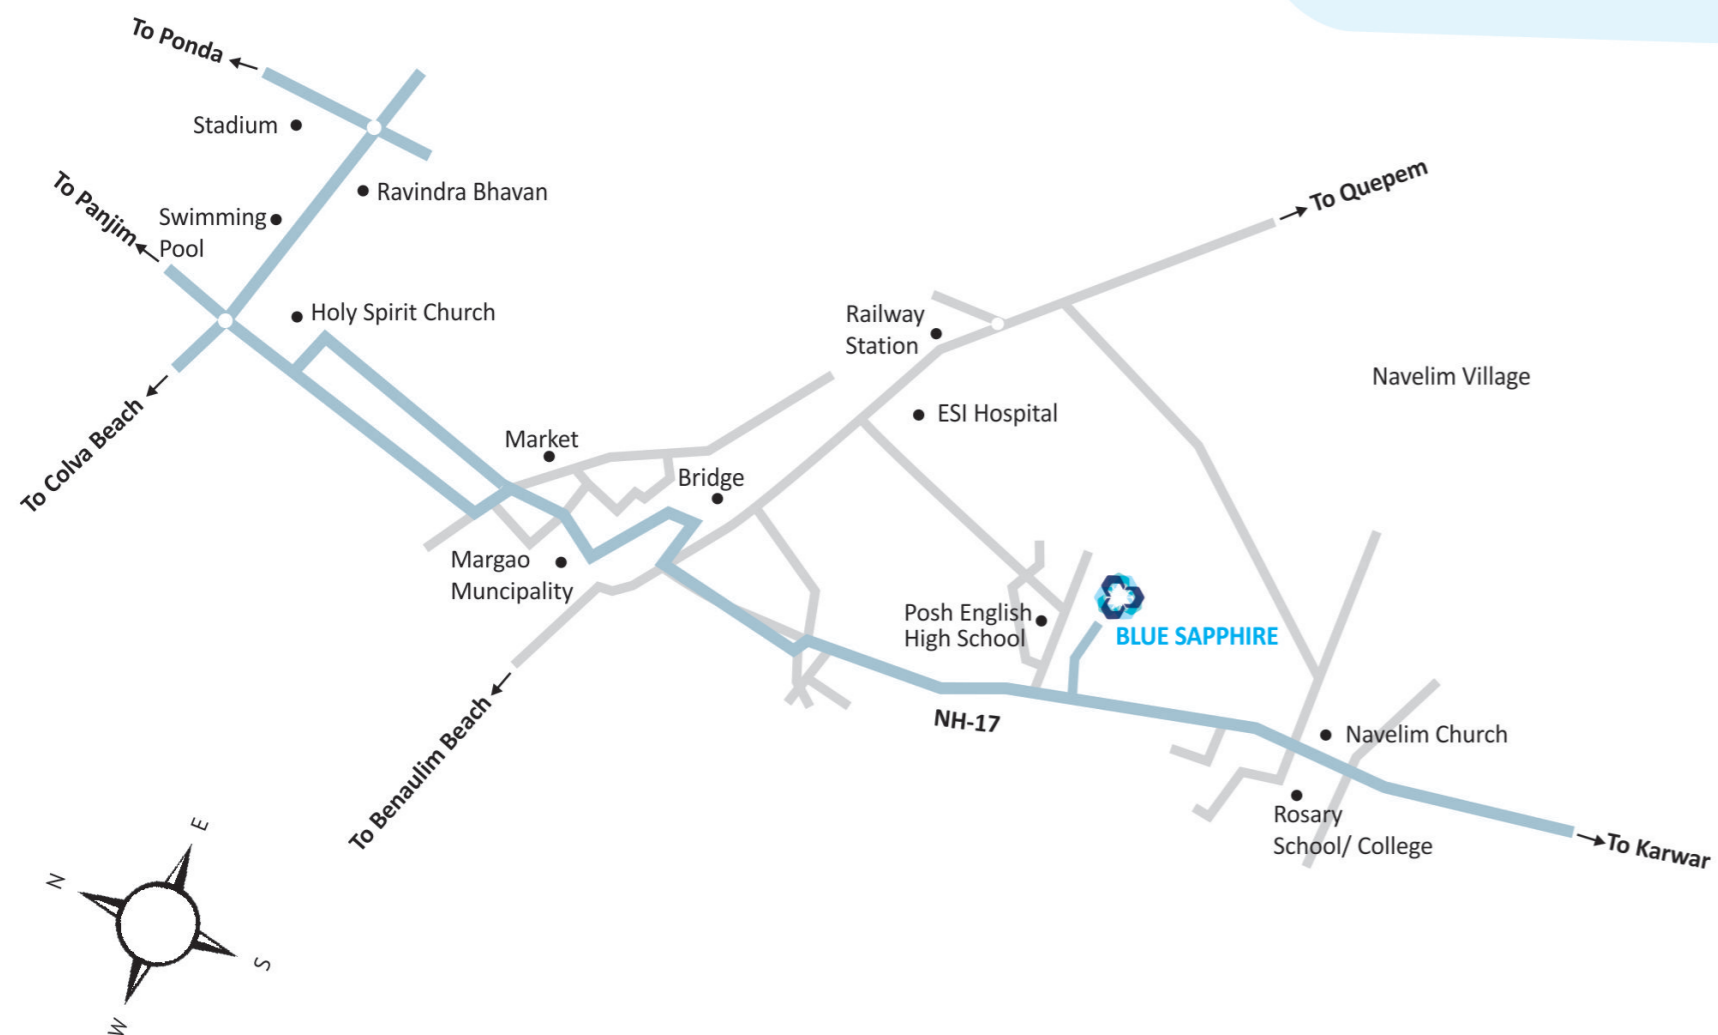 To Ponda
Stadium
To Panjim
Ravindra Bhavan
Swimming
Pool
Holy Spirit Church
To Colva Beach
To Quepem
Railway
Station
Navelim Village
ESI Hospital
Market
Bridge
Margao
Muncipality
Posh English
High School
BLUE SAPPHIRE
To Benaulim Beach
NH-17
Navelim Church
Rosary
School/ College
To Karwar
N
E
S
W